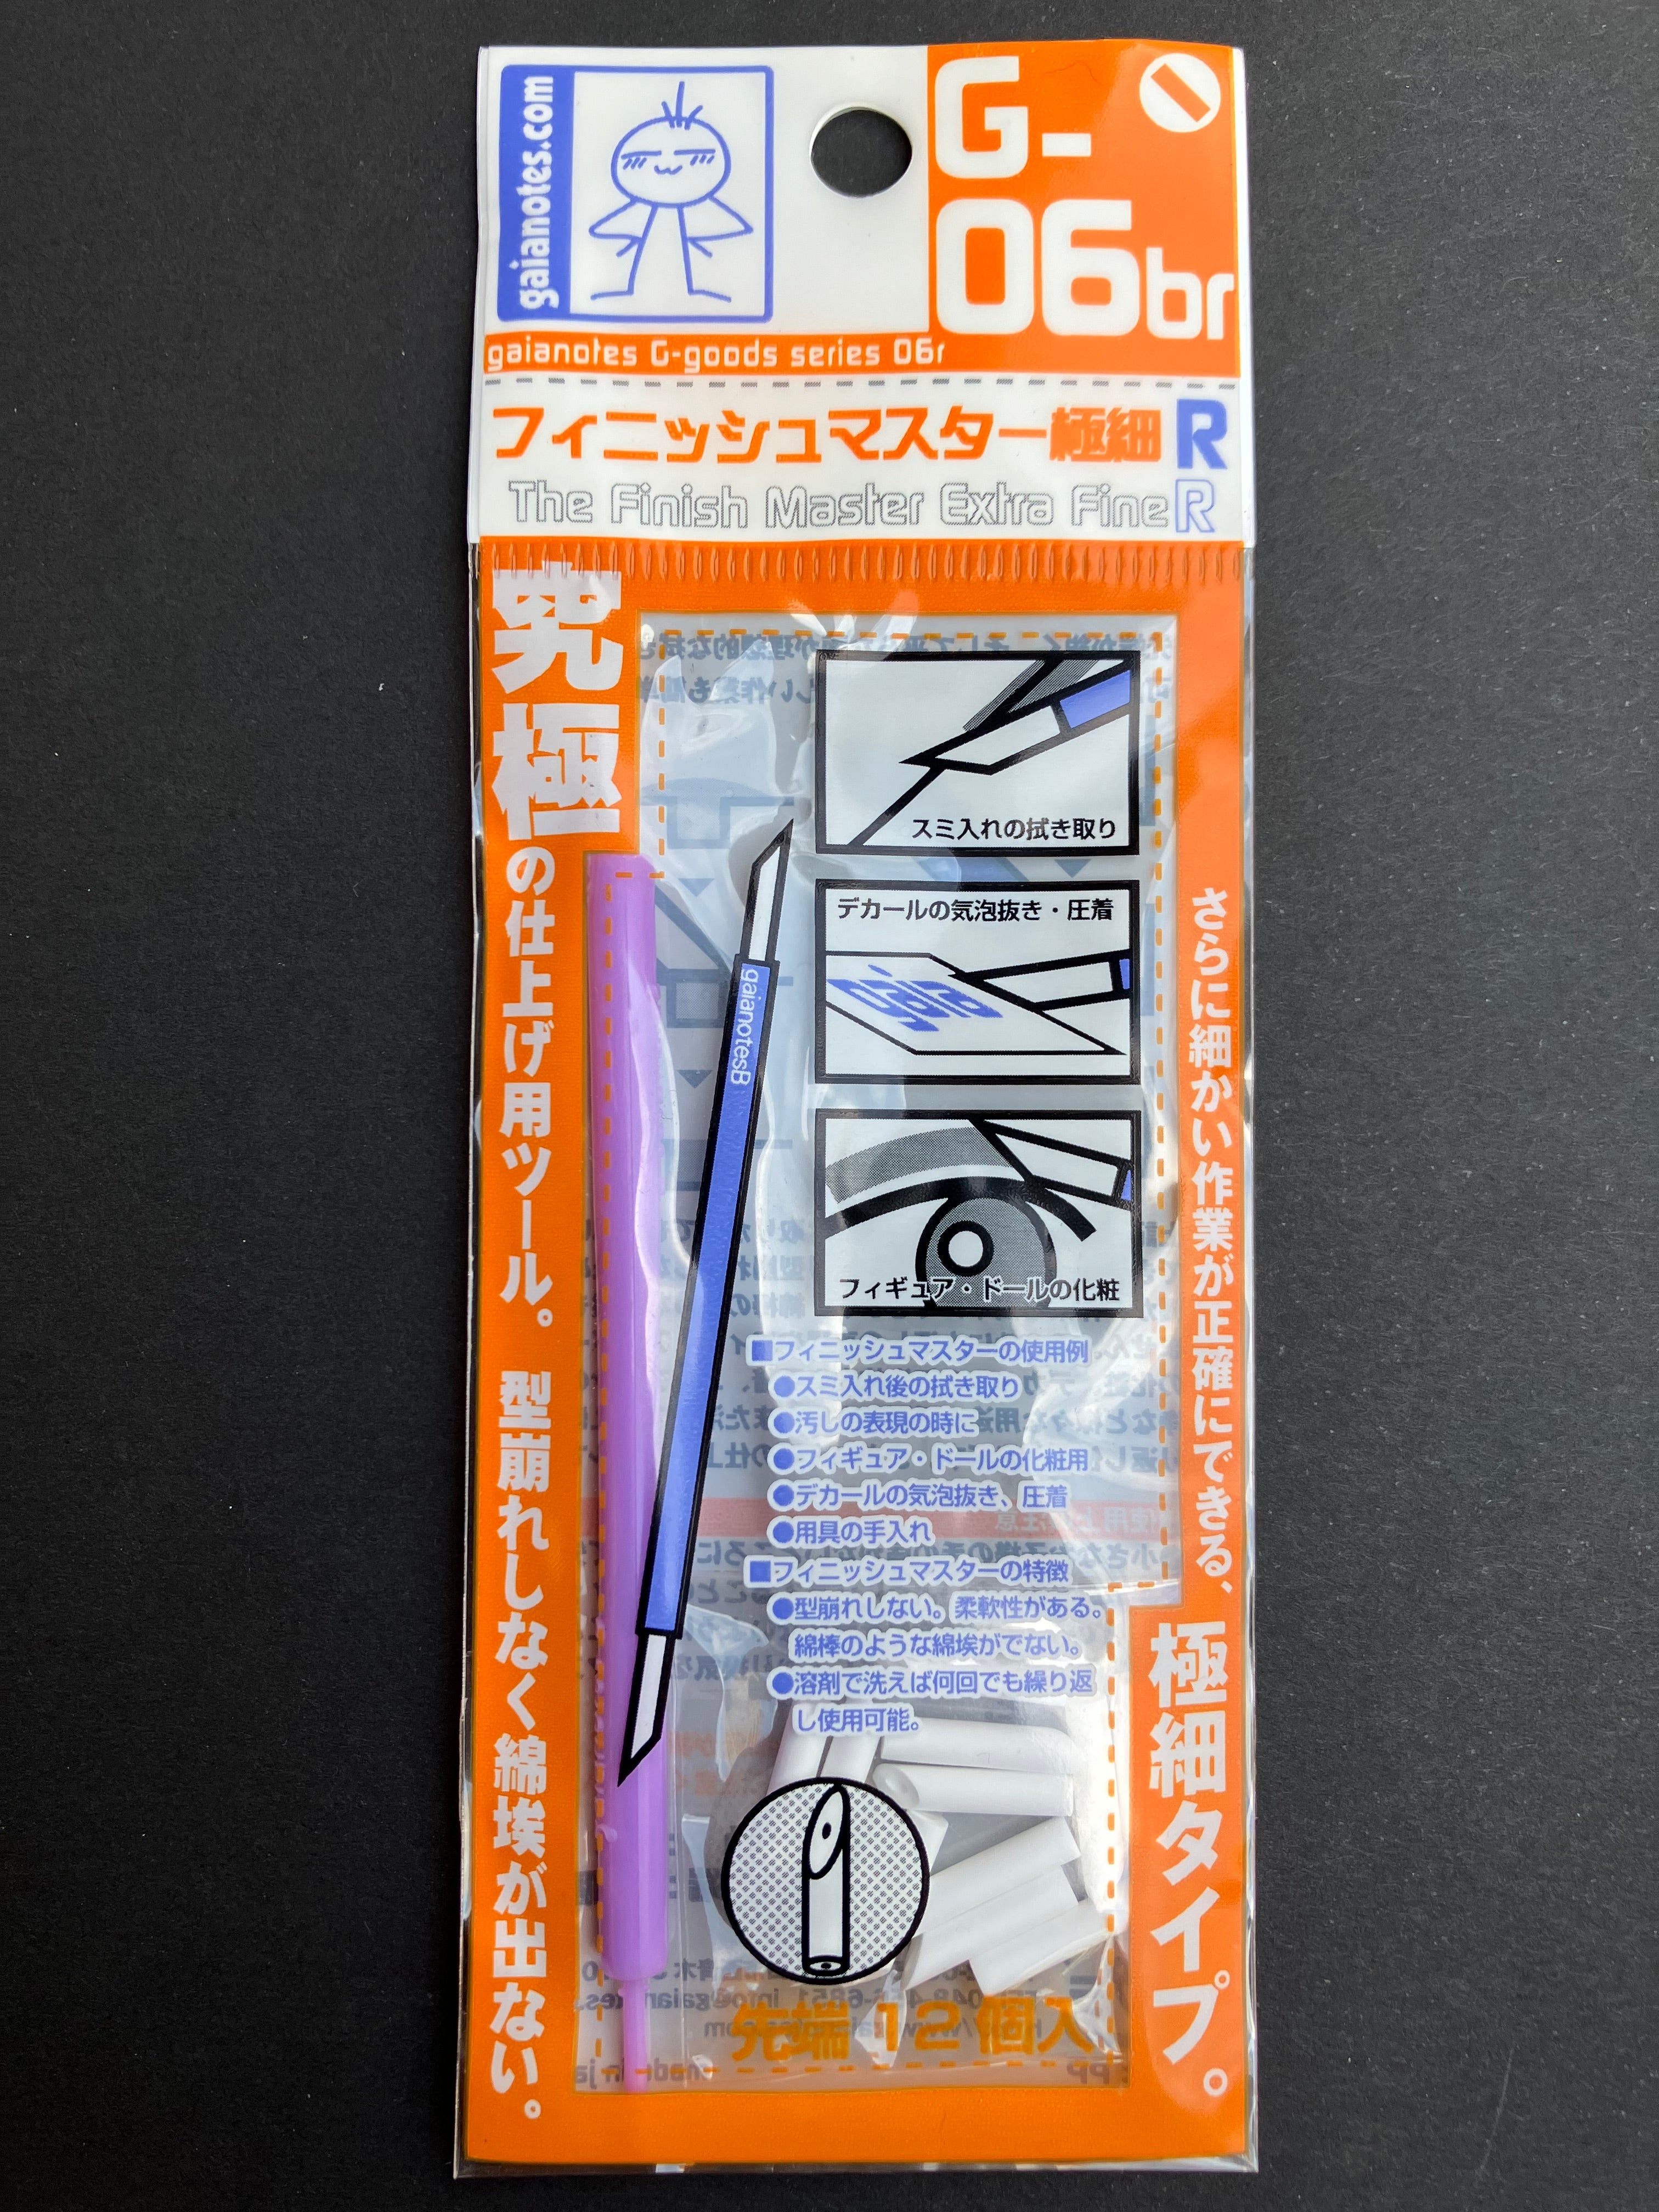 gaianotes.com
G-
06br
gaianotes G-goods series 06r
フィニッシュマスター極細 R
The Finish Master Extra Fine R
究極の仕上げ用ツール。 型崩れしなく綿埃が出ない。
さらに細かい作業が正確にできる、極細タイプ。
スミ入れの拭き取り
デカールの気泡抜き・圧着
フィギュア・ドールの化粧
gaianotesB
■フィニッシュマスターの使用例
●スミ入れ後の拭き取り
●汚しの表現の時に
●フィギュア・ドールの化粧用
●デカールの気泡抜き、圧着
●用具の手入れ
■フィニッシュマスターの特徴
●型崩れしない。柔軟性がある。
綿棒のような綿埃がでない。
●溶剤で洗えば何回でも繰り返
し使用可能。
先端12個入